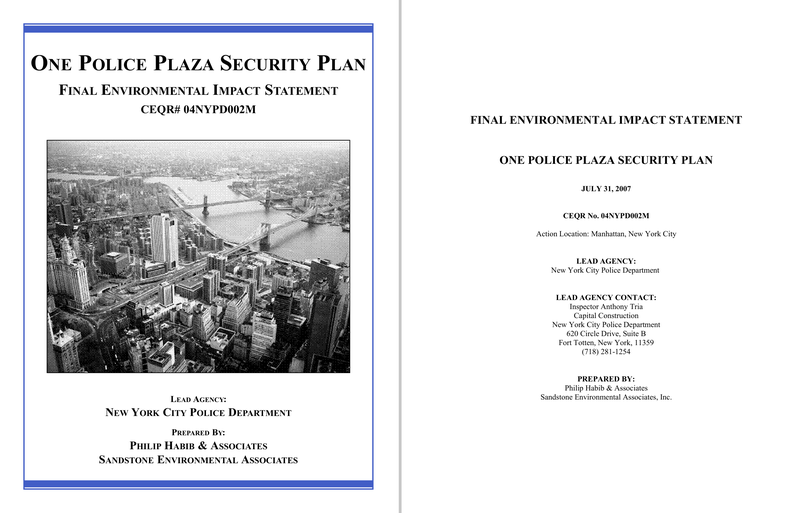 ONE POLICE PLAZA SECURITY PLAN
FINAL ENVIRONMENTAL IMPACT STATEMENT
CEQR# 04NYPD002M
LEAD AGENCY:
NEW YORK CITY POLICE DEPARTMENT
PREPARED BY:
PHILIP HABIB & ASSOCIATES
SANDSTONE ENVIRONMENTAL ASSOCIATES
FINAL ENVIRONMENTAL IMPACT STATEMENT
ONE POLICE PLAZA SECURITY PLAN
JULY 31, 2007
CEQR No. 04NYPD002M
Action Location: Manhattan, New York City
LEAD AGENCY:
New York City Police Department
LEAD AGENCY CONTACT:
Inspector Anthony Tria
Capital Construction
New York City Police Department
620 Circle Drive, Suite B
Fort Totten, New York, 11359
(718) 281-1254
PREPARED BY:
Philip Habib & Associates
Sandstone Environmental Associates, Inc.